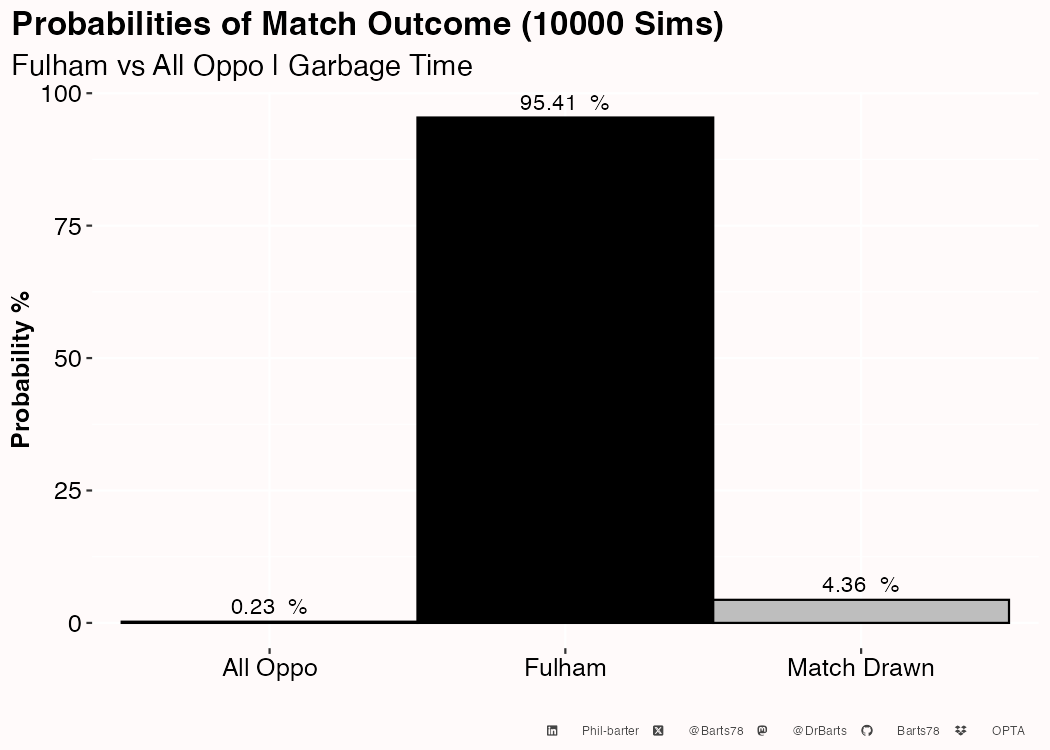 Probabilities of Match Outcome (10000 Sims)
Fulham vs All Oppo | Garbage Time
100
95.41 %
75
Probability %
50
25
4.36 %
0.23 %
0
All Oppo Fulham Match Drawn
Phil-barter @Barts78 @DrBarts Barts78 OPTA